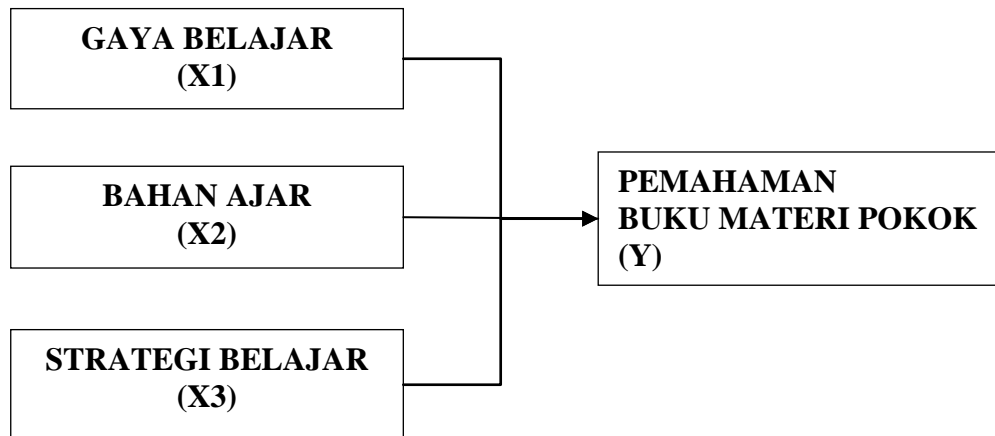 GAYA BELAJAR
(X1)
BAHAN AJAR
(X2)
STRATEGI BELAJAR
(X3)
PEMAHAMAN
BUKU MATERI POKOK
(Y)